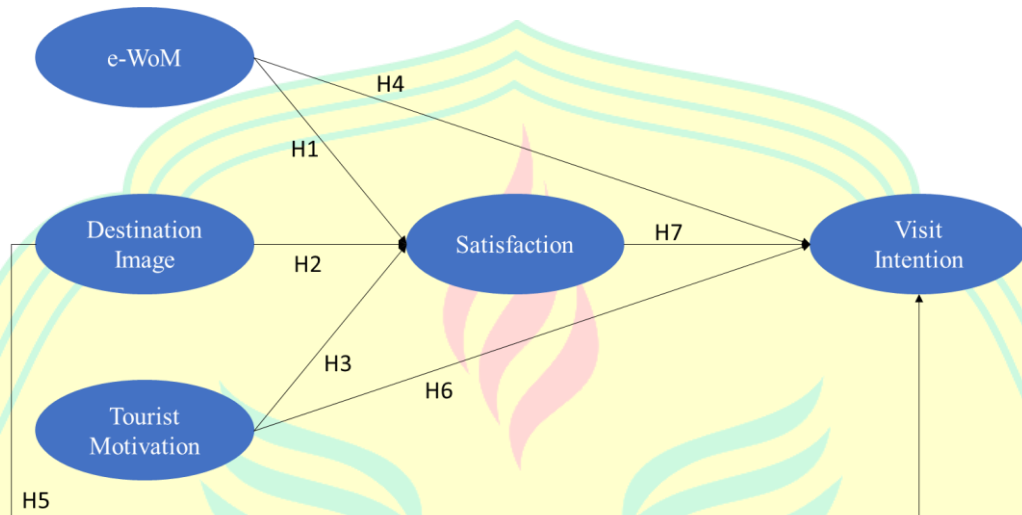 e-WoM
H4
H1
Destination
Image
H2
Satisfaction
H7
Visit
Intention
H3
H6
Tourist
Motivation
H5